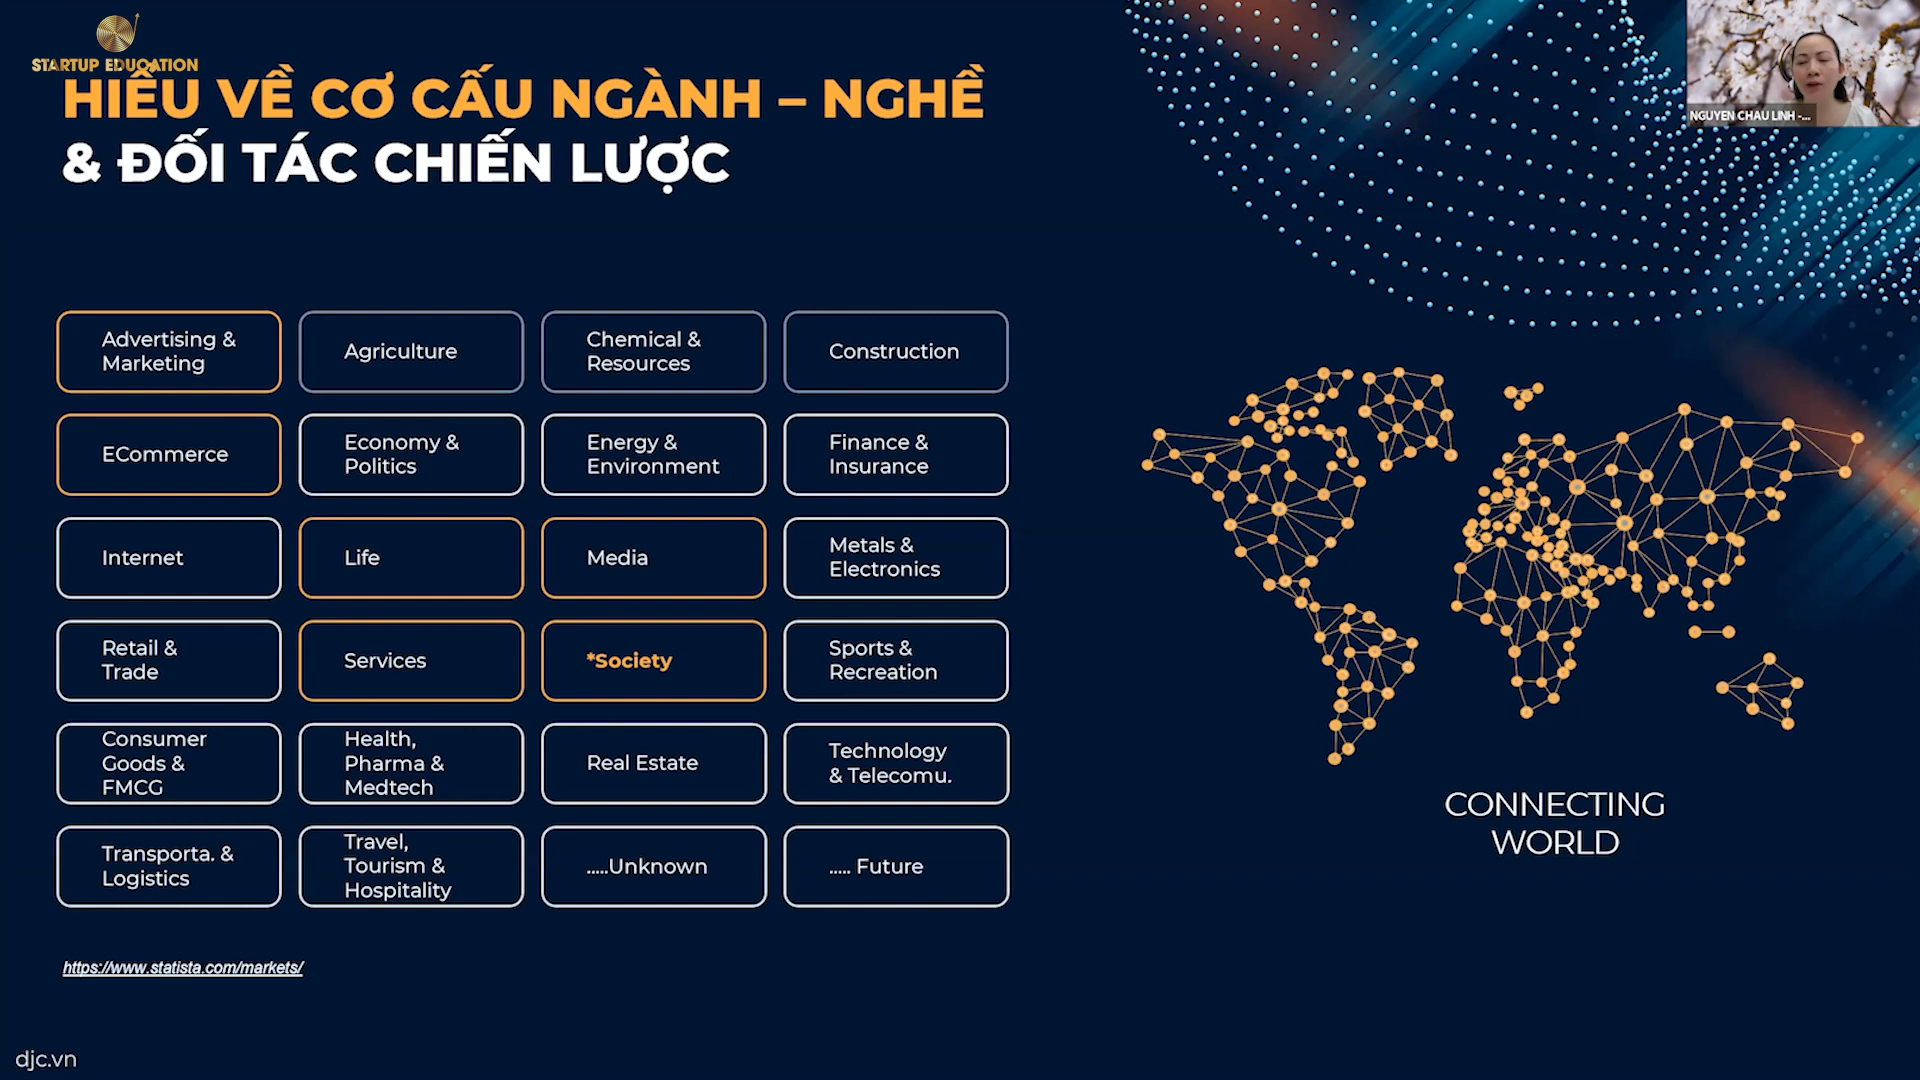 STARTUP EDUCATION
HIỂU VỀ CƠ CẤU NGÀNH – NGHỀ
& ĐỐI TÁC CHIẾN LƯỢC
NGUYEN CHAU LINH -...
Advertising &
Marketing
Agriculture
Chemical &
Resources
Construction
ECommerce
Economy &
Politics
Energy &
Environment
Finance &
Insurance
Internet
Life
Media
Metals &
Electronics
Retail &
Trade
Services
*Society
Sports &
Recreation
Consumer
Goods &
FMCG
Health,
Pharma &
Medtech
Real Estate
Technology
& Telecomu.
Transporta. &
Logistics
Travel,
Tourism &
Hospitality
.....Unknown
..... Future
CONNECTING
WORLD
https://www.statista.com/markets/
djc.vn